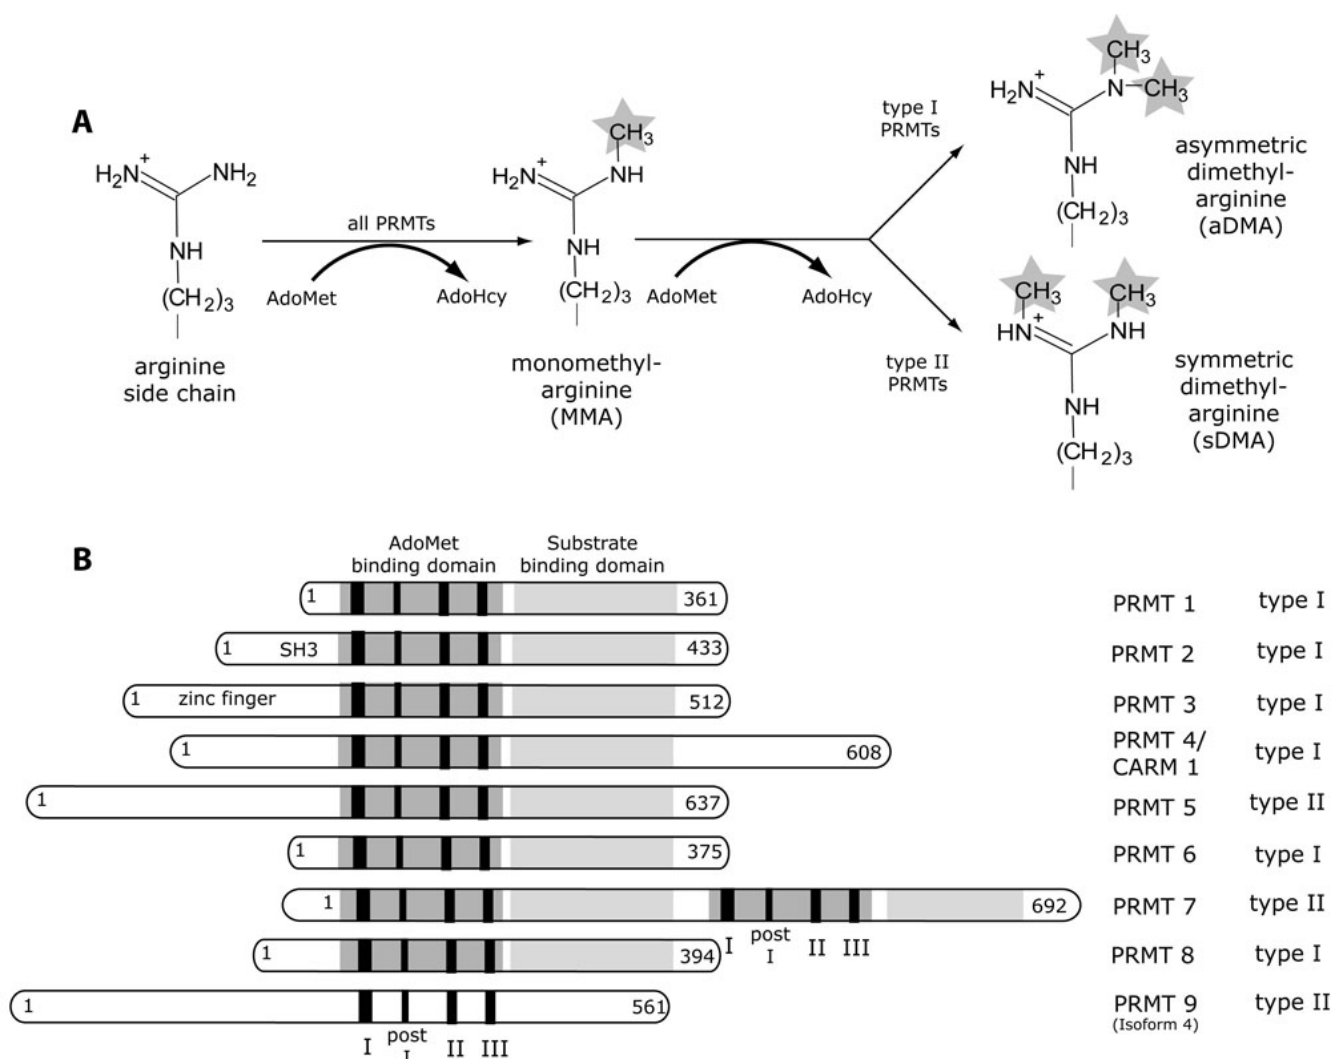 A
H2N+
NH2
NH
(CH2)3
arginine
side chain
all PRMTs
AdoMet
AdoHcy
CH3
H2N+
NH
NH
(CH2)3
monomethyl-
arginine
(MMA)
AdoMet
AdoHcy
type I
PRMTs
type II
PRMTs
CH3
H2N+
N
CH3
NH
(CH2)3
asymmetric
dimethyl-
arginine
(aDMA)
CH3
CH3
HN+
NH
NH
(CH2)3
symmetric
dimethyl-
arginine
(sDMA)
B
AdoMet
binding domain
Substrate
binding domain
1 361 PRMT 1 type I
1 SH3 433 PRMT 2 type I
1 zinc finger 512 PRMT 3 type I
1 608 PRMT 4/
CARM 1 type I
1 637 PRMT 5 type II
1 375 PRMT 6 type I
1 692 PRMT 7 type II
I post
I II III
1 394 PRMT 8 type I
1 561 PRMT 9 type II
(Isoform 4)
I post
I II III